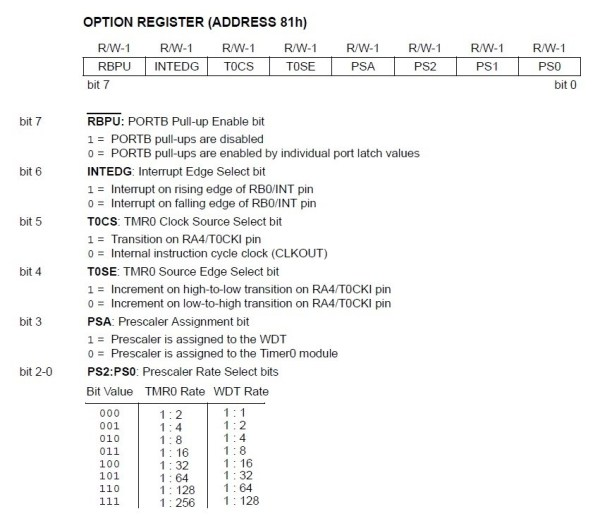 OPTION REGISTER (ADDRESS 81h)
R/W-1 R/W-1 R/W-1 R/W-1 R/W-1 R/W-1 R/W-1 R/W-1
RBPU INTEDG T0CS T0SE PSA PS2 PS1 PS0
bit 7 bit 0
bit 7 RBPU: PORTB Pull-up Enable bit
1 = PORTB pull-ups are disabled
0 = PORTB pull-ups are enabled by individual port latch values
bit 6 INTEDG: Interrupt Edge Select bit
1 = Interrupt on rising edge of RB0/INT pin
0 = Interrupt on falling edge of RB0/INT pin
bit 5 T0CS: TMR0 Clock Source Select bit
1 = Transition on RA4/T0CKI pin
0 = Internal instruction cycle clock (CLKOUT)
bit 4 T0SE: TMR0 Source Edge Select bit
1 = Increment on high-to-low transition on RA4/T0CKI pin
0 = Increment on low-to-high transition on RA4/T0CKI pin
bit 3 PSA: Prescaler Assignment bit
1 = Prescaler is assigned to the WDT
0 = Prescaler is assigned to the Timer0 module
bit 2-0 PS2:PS0: Prescaler Rate Select bits
Bit Value TMR0 Rate WDT Rate
000 1 : 2 1 : 1
001 1 : 4 1 : 2
010 1 : 8 1 : 4
011 1 : 16 1 : 8
100 1 : 32 1 : 16
101 1 : 64 1 : 32
110 1 : 128 1 : 64
111 1 : 256 1 : 128